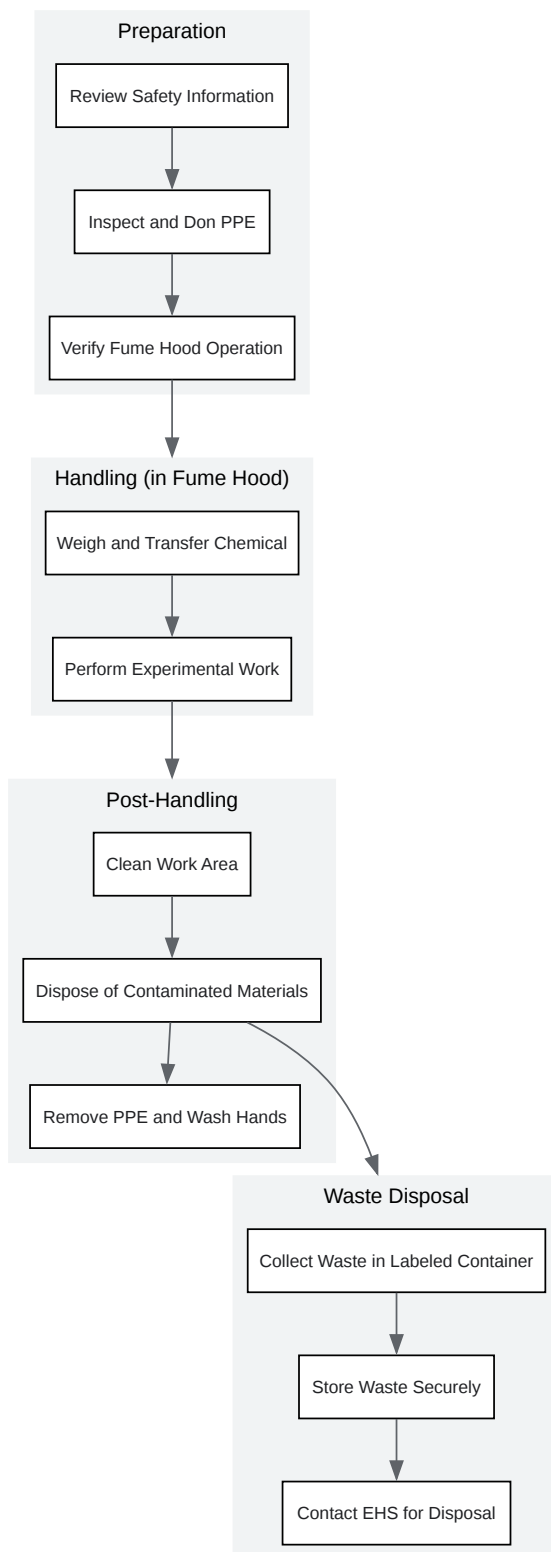 Preparation
Review Safety Information
Inspect and Don PPE
Verify Fume Hood Operation
Handling (in Fume Hood)
Weigh and Transfer Chemical
Perform Experimental Work
Post-Handling
Clean Work Area
Dispose of Contaminated Materials
Remove PPE and Wash Hands
Waste Disposal
Collect Waste in Labeled Container
Store Waste Securely
Contact EHS for Disposal